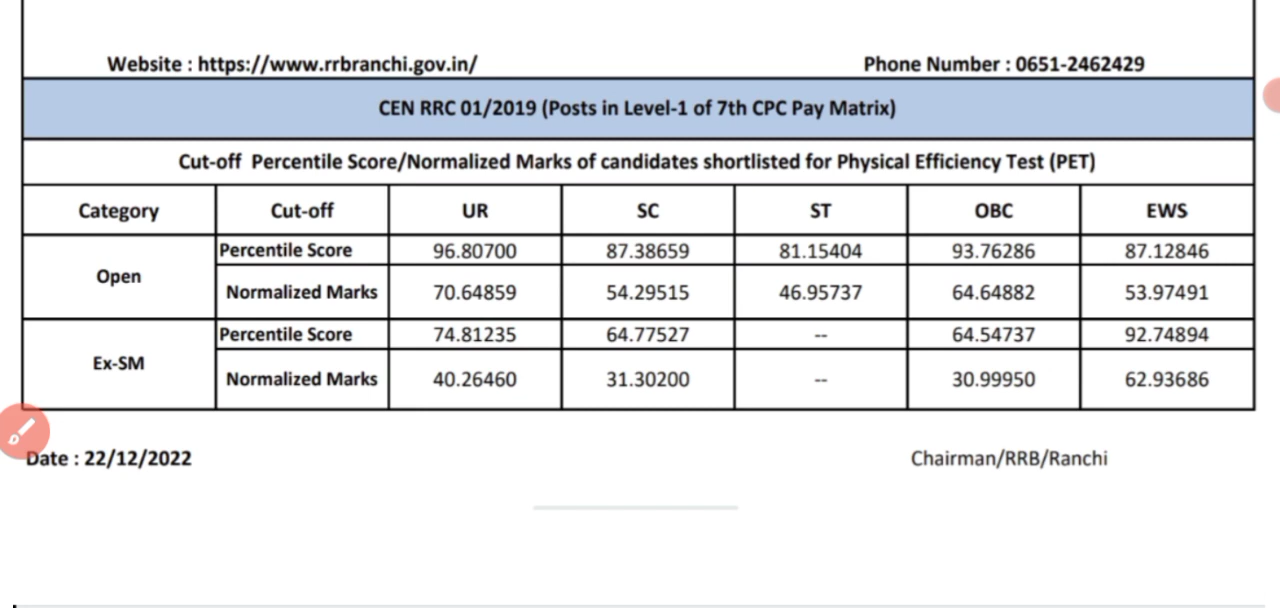 Website : https://www.rrbranchi.gov.in/ Phone Number : 0651-2462429
CEN RRC 01/2019 (Posts in Level-1 of 7th CPC Pay Matrix)
Cut-off Percentile Score/Normalized Marks of candidates shortlisted for Physical Efficiency Test (PET)
Category Cut-off UR SC ST OBC EWS
Open
Percentile Score 96.80700 87.38659 81.15404 93.76286 87.12846
Normalized Marks 70.64859 54.29515 46.95737 64.64882 53.97491
Ex-SM
Percentile Score 74.81235 64.77527 -- 64.54737 92.74894
Normalized Marks 40.26460 31.30200 -- 30.99950 62.93686
Date : 22/12/2022 Chairman/RRB/Ranchi